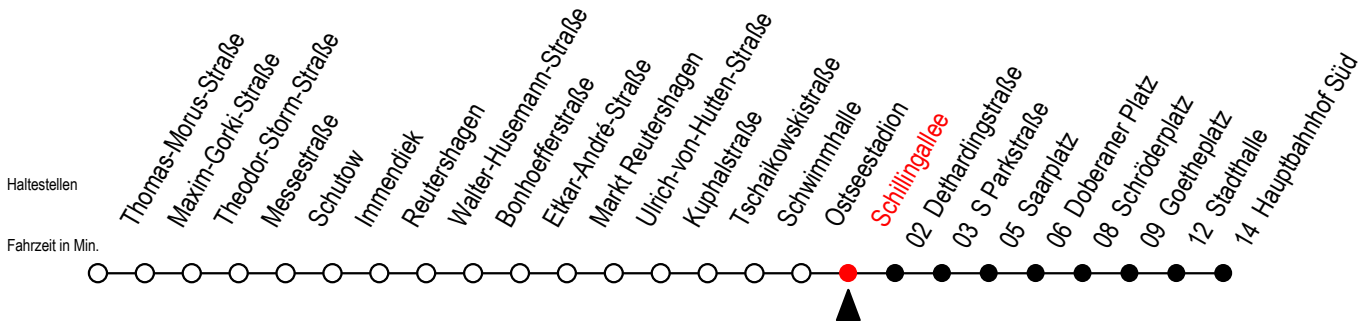 Haltestellen
Fahrzeit in Min.
Thomas-Morus-Straße
Maxim-Gorki-Straße
Theodor-Storm-Straße
Messestraße
Schutow
Immendiek
Reutershagen
Walter-Husemann-Straße
Bonhoefferstraße
Etkar-André-Straße
Markt Reutershagen
Ulrich-von-Hutten-Straße
Kuphalstraße
Tschaikowskistraße
Schwimmhalle
Ostseestadion
Schillingallee
02 Dethardingstraße
03 S Parkstraße
05 Saarplatz
06 Doberaner Platz
08 Schröderplatz
09 Goetheplatz
12 Stadthalle
14 Hauptbahnhof Süd